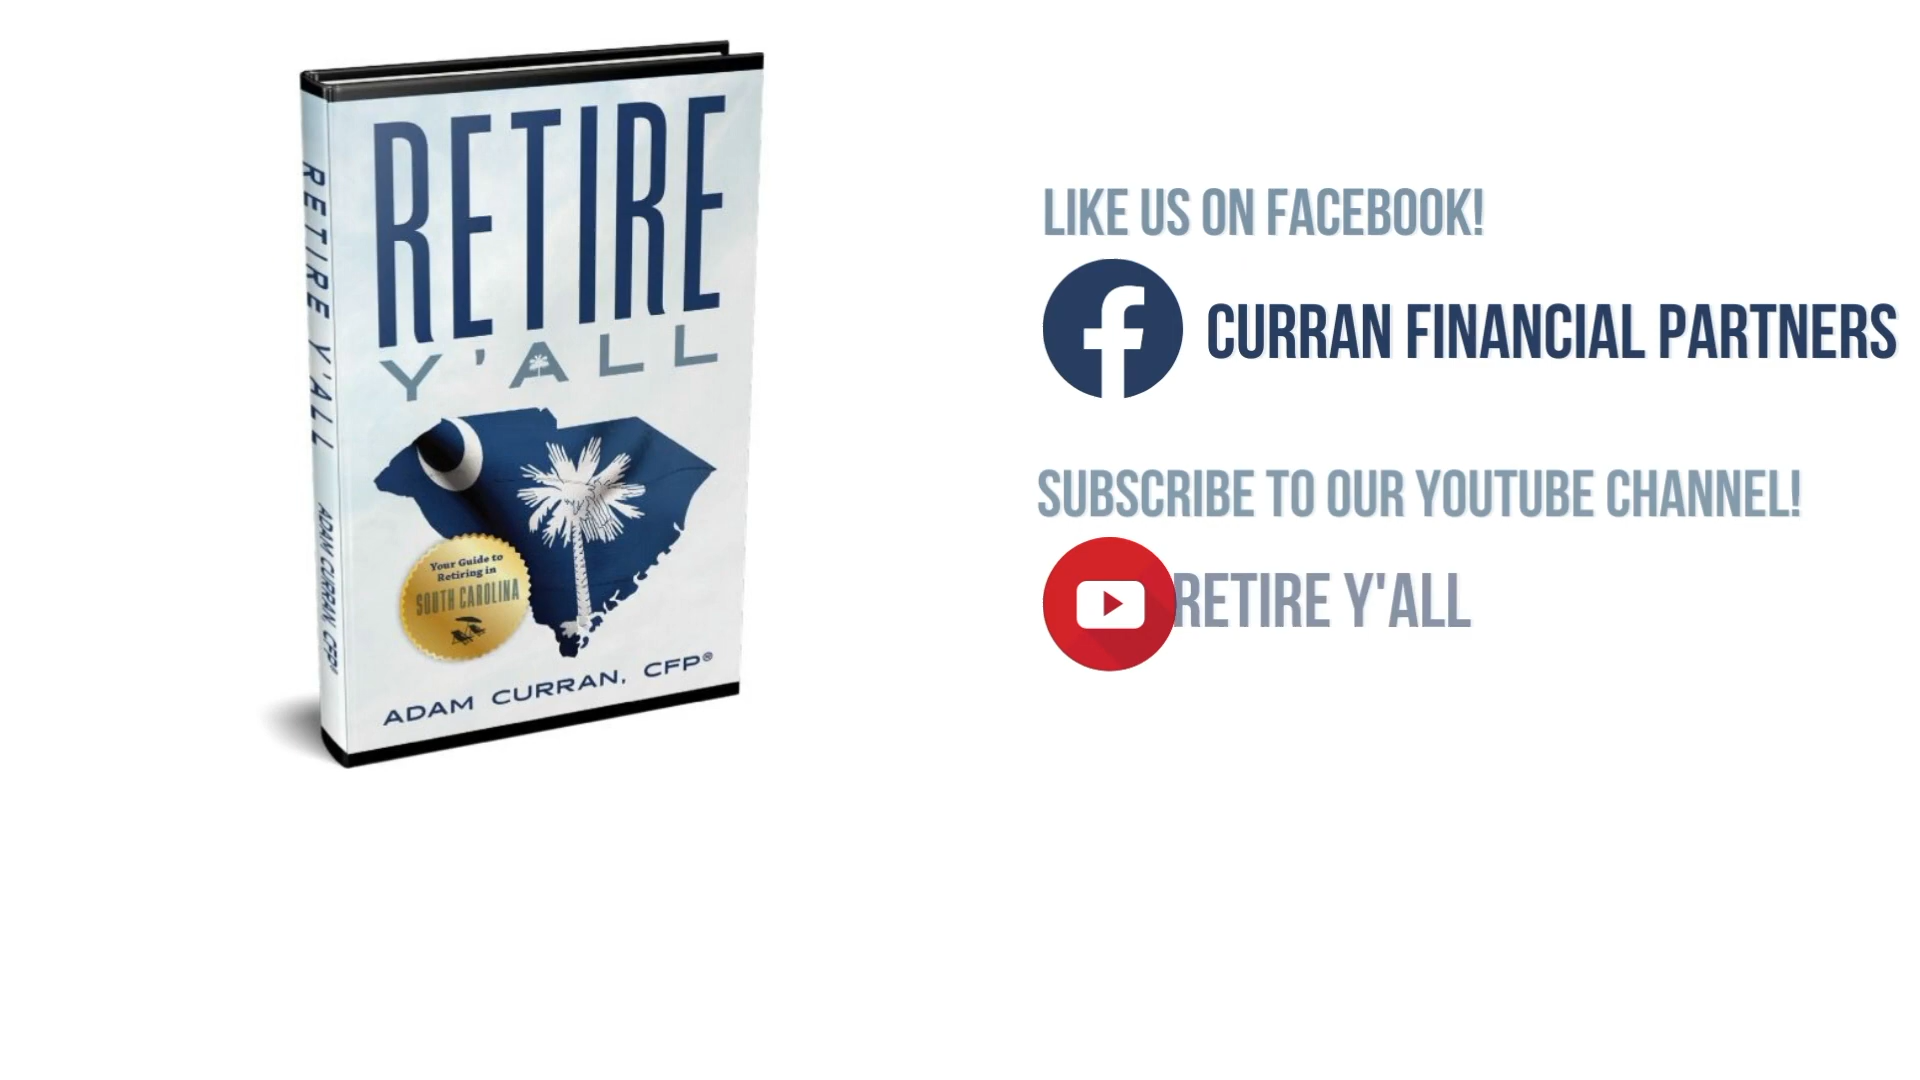 RETIRE
Y'ALL
Your Guide to
Retiring in
SOUTH CAROLINA
ADAM CURRAN, CFP®
RETIRE Y'ALL ADAM CURRAN, CFP®
LIKE US ON FACEBOOK!
CURRAN FINANCIAL PARTNERS
SUBSCRIBE TO OUR YOUTUBE CHANNEL!
RETIRE Y'ALL